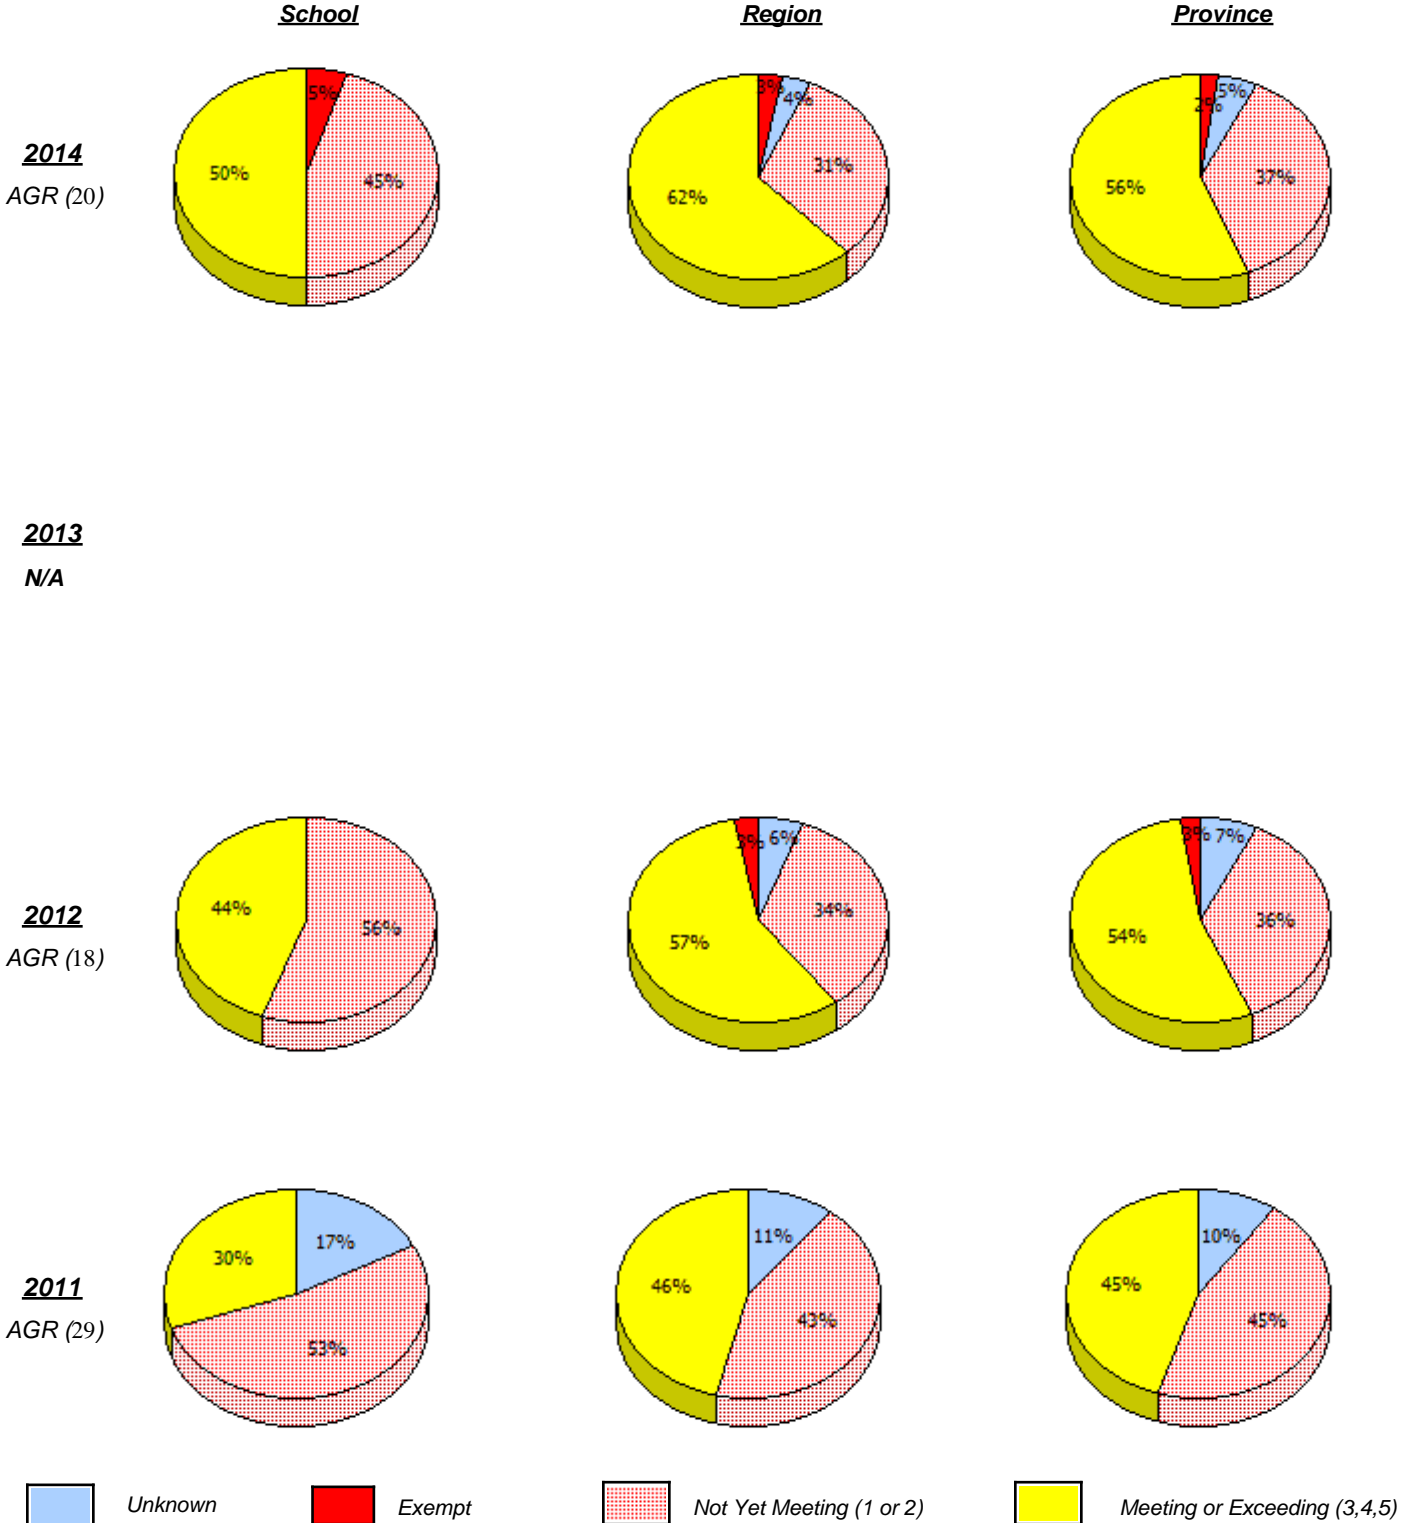 School Region Province
5% 3% 4% 2% 5%
2014
50% 45% 62% 31% 56% 37%
AGR (20)
2013
N/A
3% 6% 3% 7%
2012
44% 56% 57% 34% 54% 36%
AGR (18)
17% 11% 10%
30% 46% 45%
2011
AGR (29)
53% 43% 45%
Unknown Exempt Not Yet Meeting (1 or 2) Meeting or Exceeding (3,4,5)